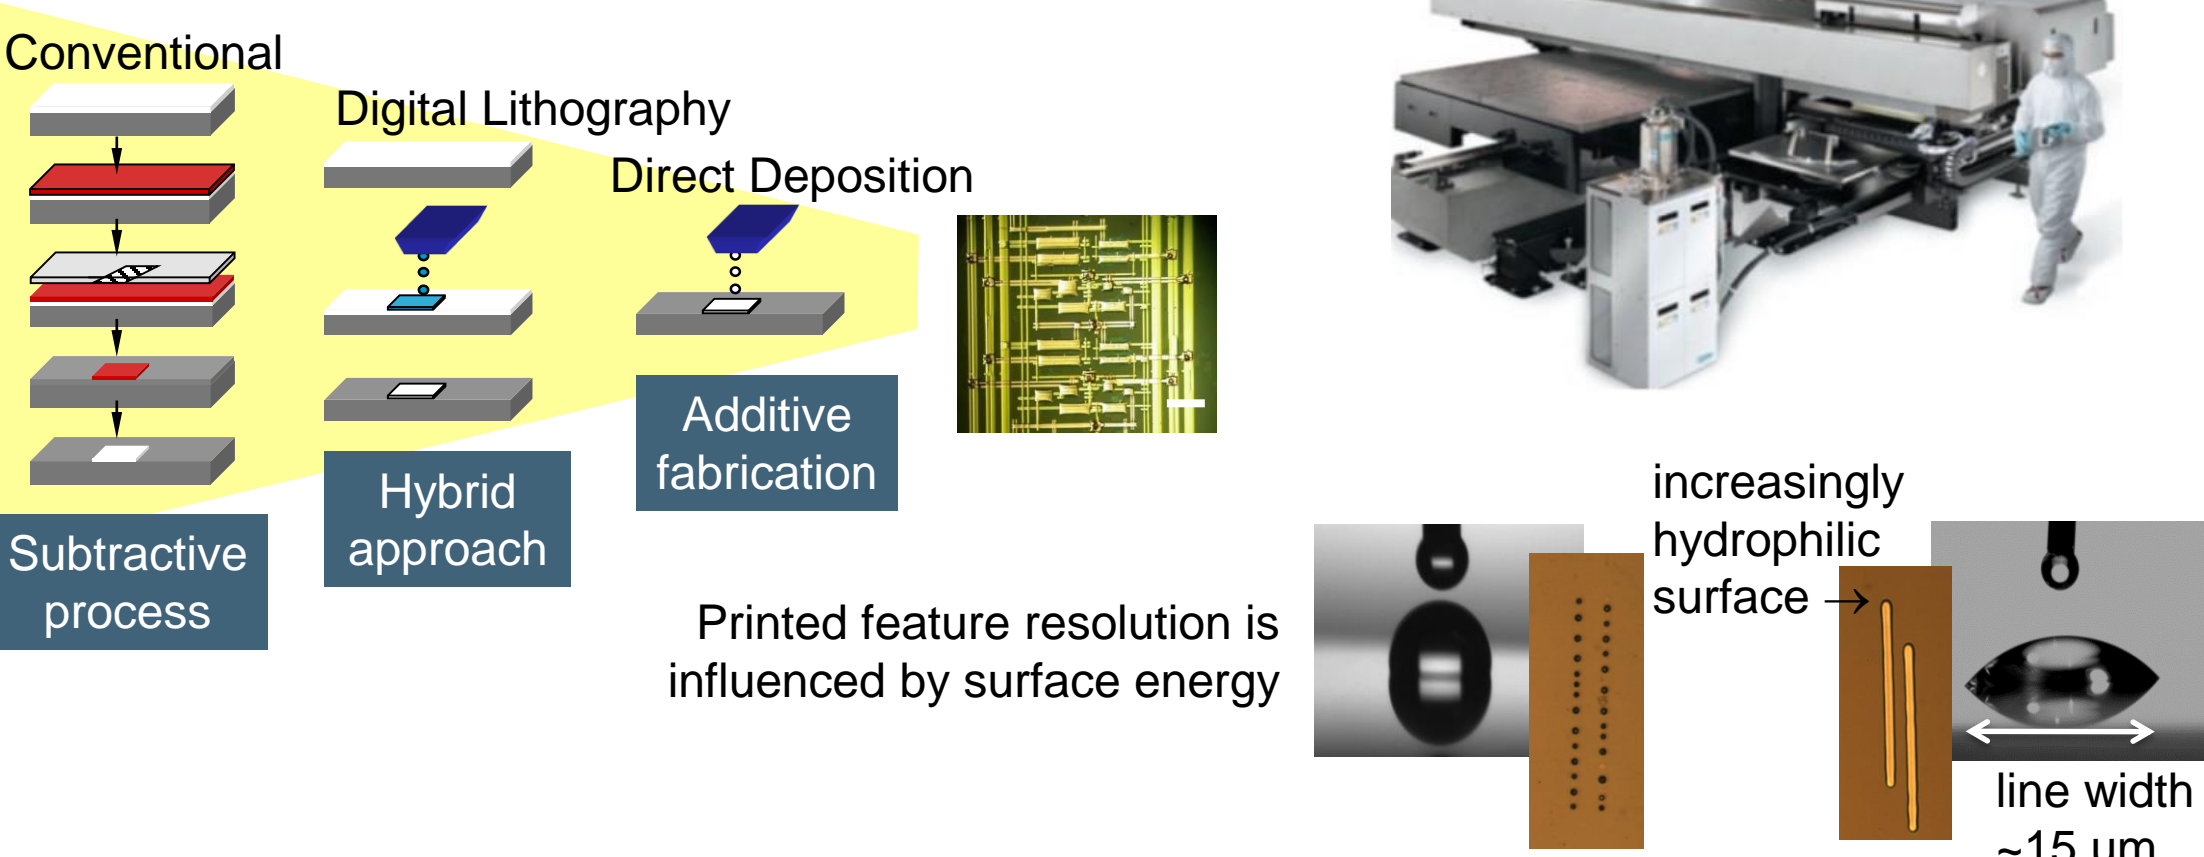 Conventional
Digital Lithography
Direct Deposition
Additive
fabrication
Hybrid
approach
Subtractive
process
Printed feature resolution is
influenced by surface energy
increasingly
hydrophilic
surface →
line width
~15 um